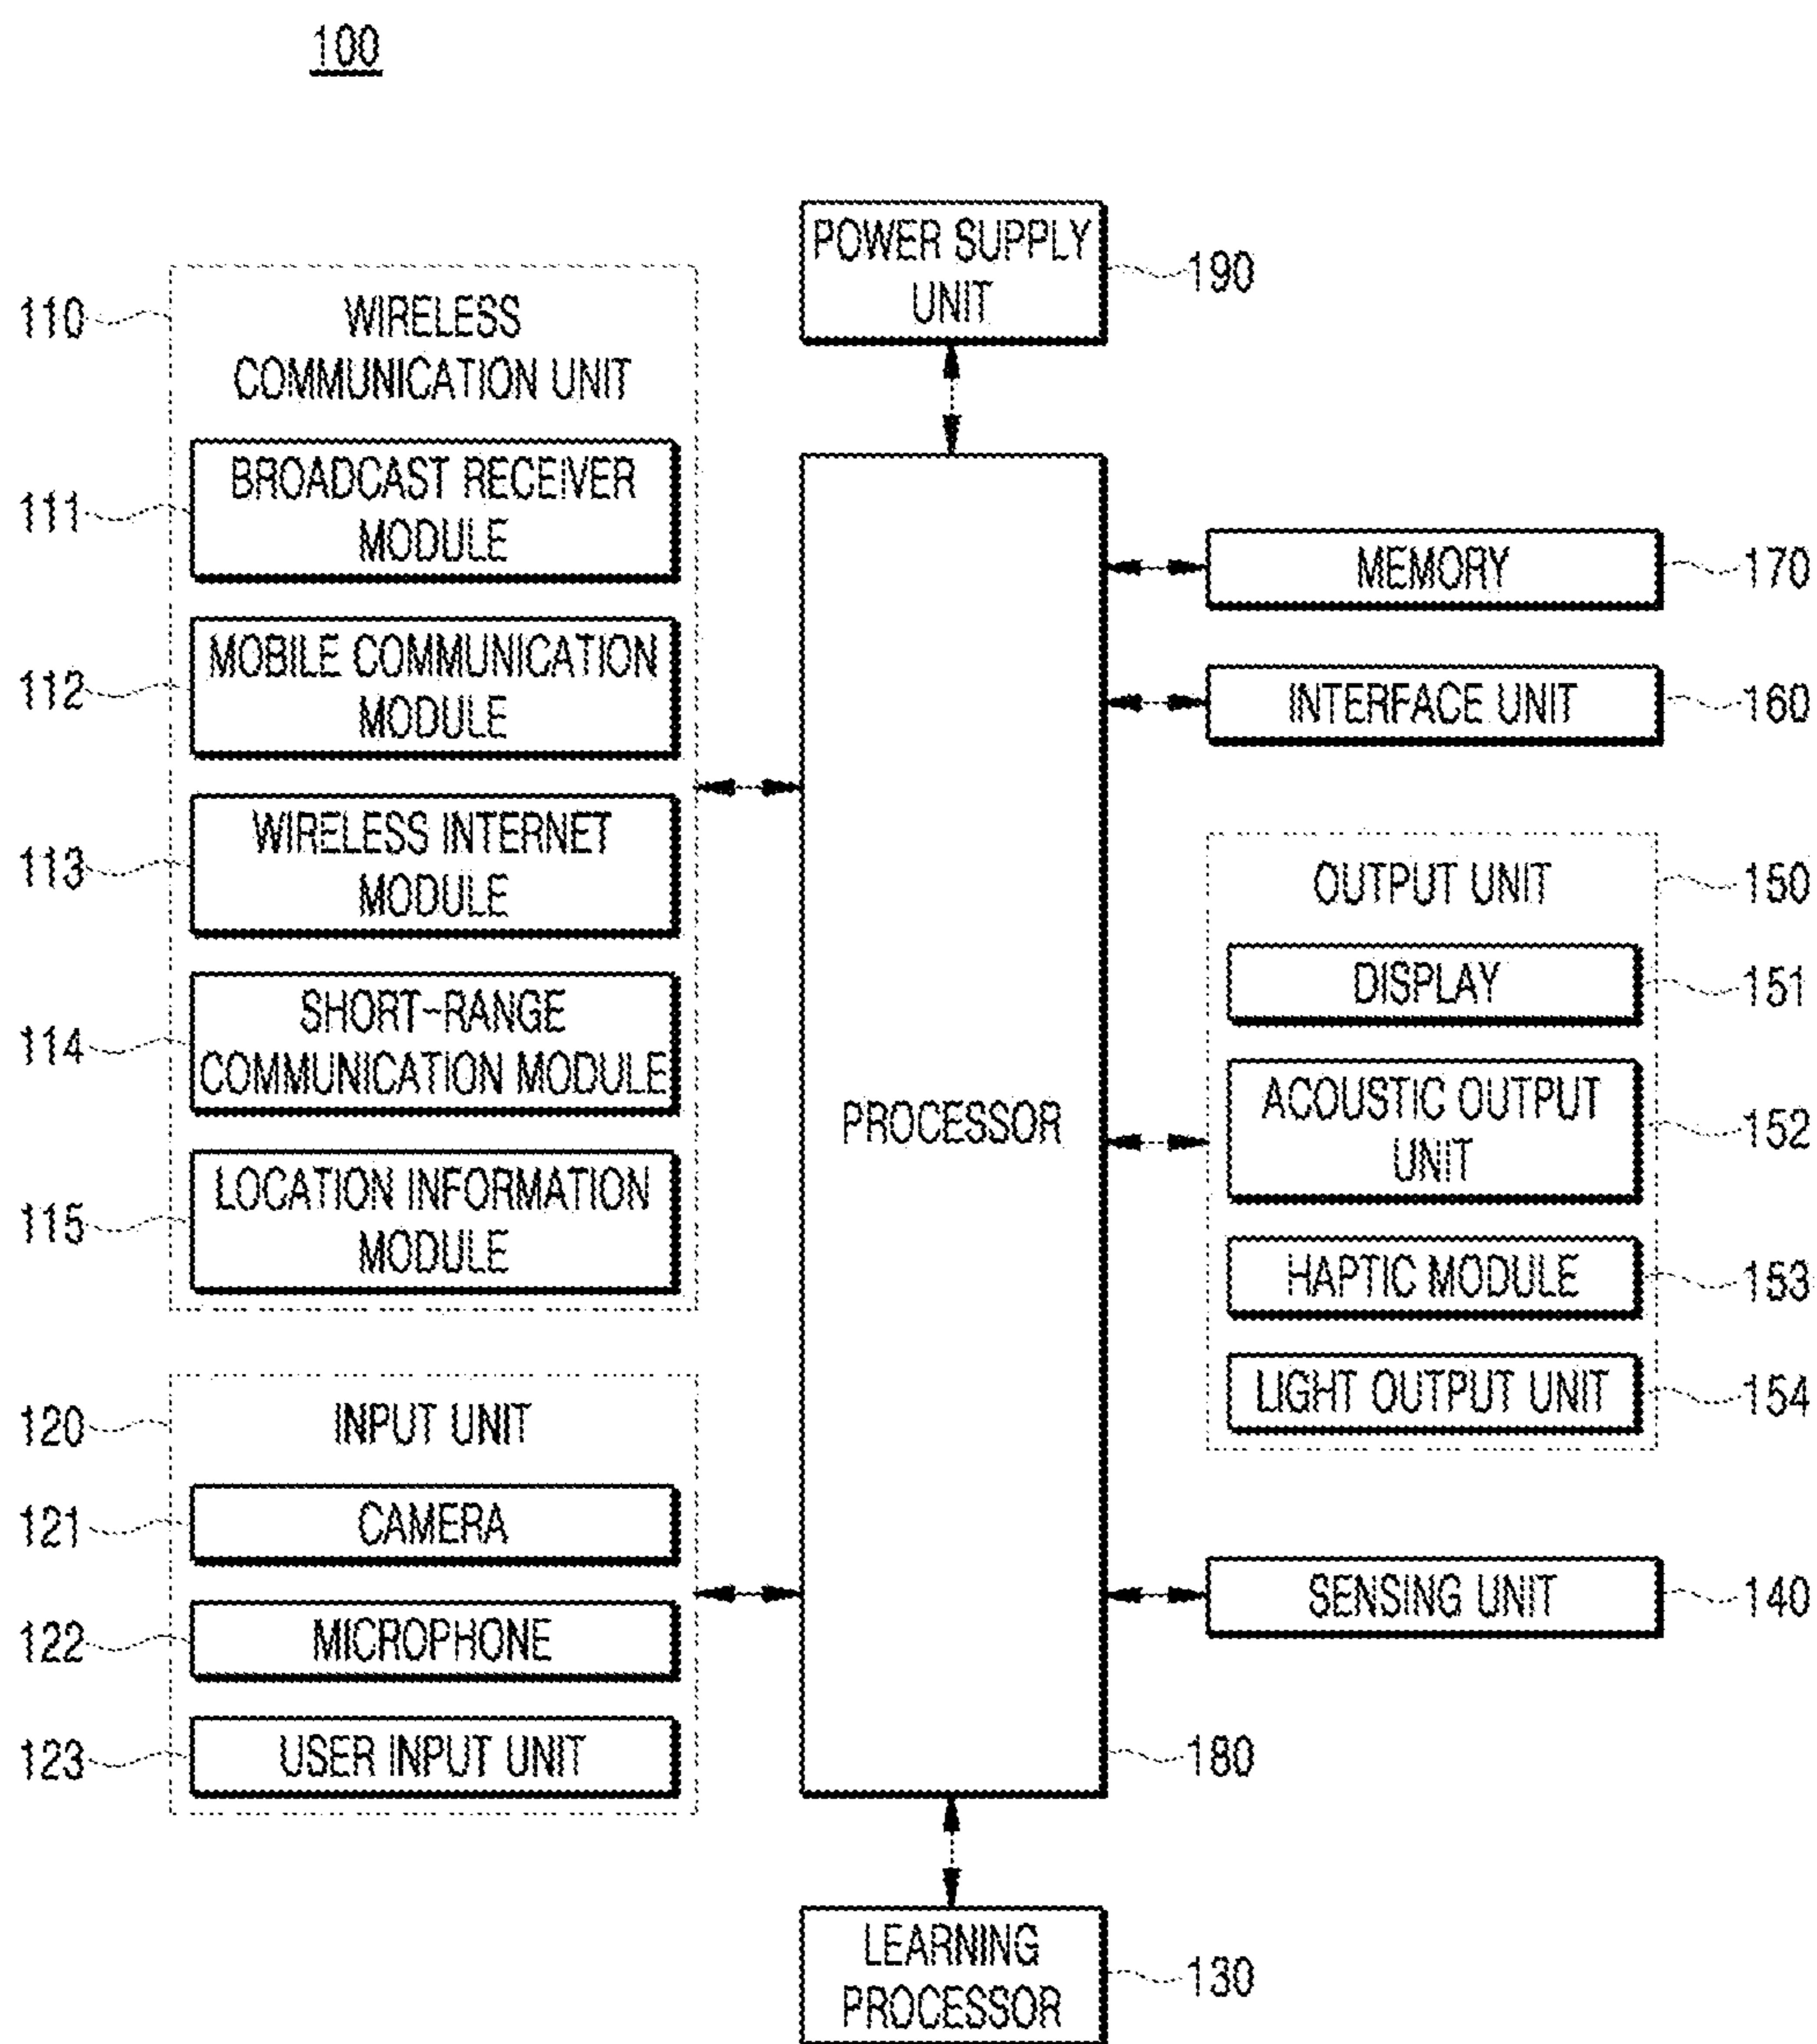 100
POWER SUPPLY
UNIT
190
110
WIRELESS
COMMUNICATION UNIT
111
BROADCAST RECEIVER
MODULE
112
MOBILE COMMUNICATION
MODULE
113
WIRELESS INTERNET
MODULE
114
SHORT-RANGE
COMMUNICATION MODULE
115
LOCATION INFORMATION
MODULE
120
INPUT UNIT
121
CAMERA
122
MICROPHONE
123
USER INPUT UNIT
PROCESSOR
180
MEMORY
170
INTERFACE UNIT
160
OUTPUT UNIT
150
DISPLAY
151
ACOUSTIC OUTPUT
UNIT
152
HAPTIC MODULE
153
LIGHT OUTPUT UNIT
154
SENSING UNIT
140
LEARNING
PROCESSOR
130